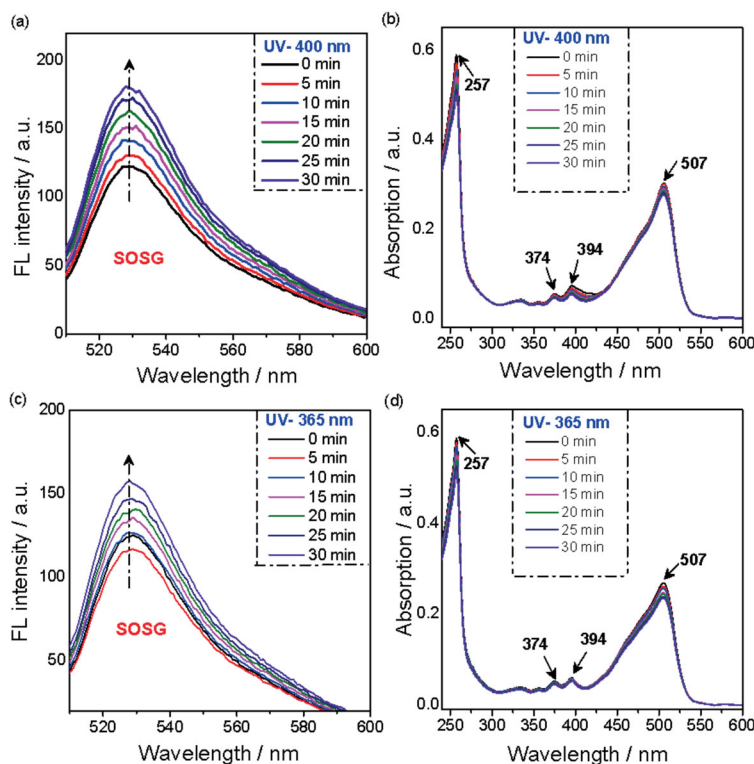 (a)
UV- 400 nm
0 min
5 min
10 min
15 min
20 min
25 min
30 min
SOSG
200
150
100
50
0
520
540
560
580
600
FL intensity / a.u.
Wavelength / nm
(b)
UV- 400 nm
0 min
5 min
10 min
15 min
20 min
25 min
30 min
257
374
394
507
0.6
0.4
0.2
0.0
250
300
350
400
450
500
550
600
Absorption / a.u.
Wavelength / nm
(c)
UV- 365 nm
0 min
5 min
10 min
15 min
20 min
25 min
30 min
SOSG
200
150
100
50
520
540
560
580
600
FL intensity / a.u.
Wavelength / nm
(d)
UV- 365 nm
0 min
5 min
10 min
15 min
20 min
25 min
30 min
257
374
394
507
0.6
0.4
0.2
0.0
250
300
350
400
450
500
550
600
Absorption / a.u.
Wavelength / nm